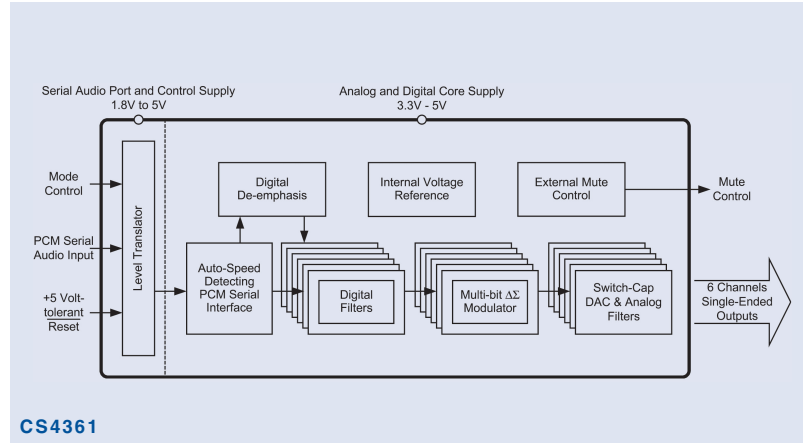 Serial Audio Port and Control Supply
1.8V to 5V
Analog and Digital Core Supply
3.3V - 5V
Mode
Control
PCM Serial
Audio Input
+5 Volt-
tolerant
Reset
Level Translator
Digital
De-emphasis
Internal Voltage
Reference
External Mute
Control
Mute
Control
Auto-Speed
Detecting
PCM Serial
Interface
Digital
Filters
Multi-bit ΔΣ
Modulator
Switch-Cap
DAC & Analog
Filters
6 Channels
Single-Ended
Outputs
CS4361